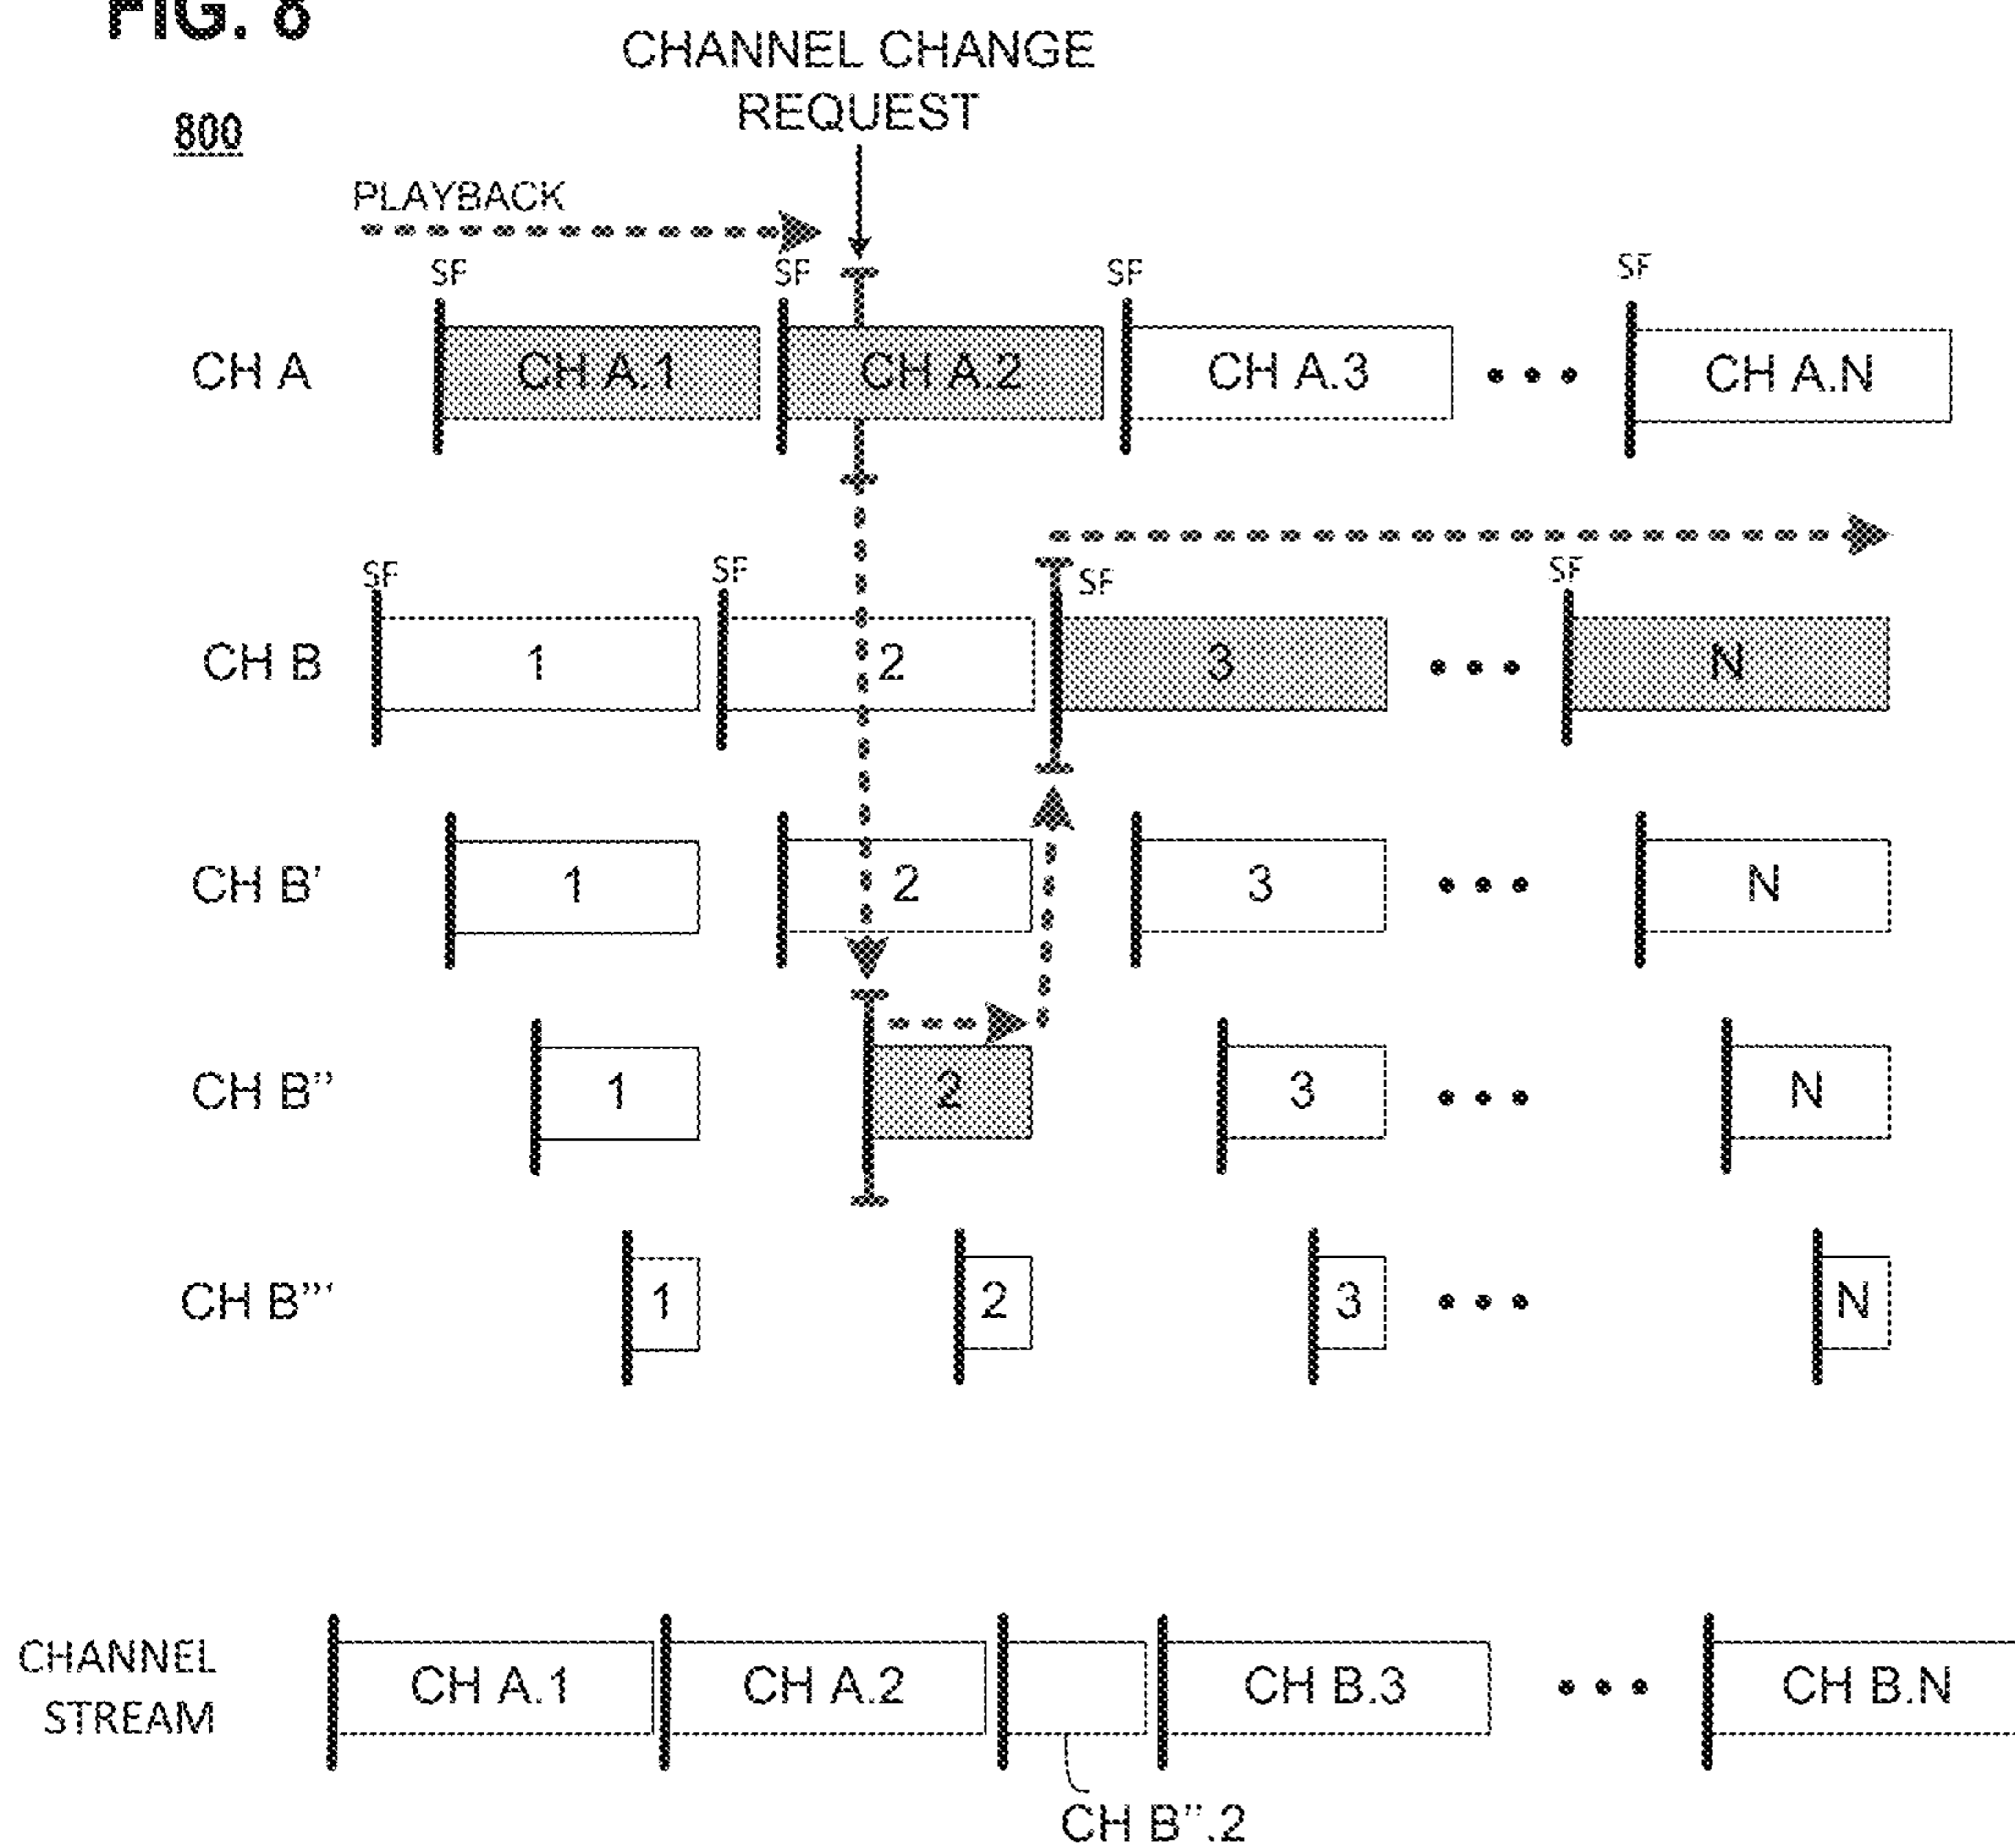 FIG. 8
800
CHANNEL CHANGE
REQUEST
PLAYBACK
SF SF SF SF
CH A CH A.1 CH A.2 CH A.3 • • • CH A.N
SF SF SF SF
CH B 1 2 3 • • • N
CH B' 1 2 3 • • • N
CH B" 1 2 3 • • • N
CH B"' 1 2 3 • • • N
CHANNEL
STREAM
CH A.1 CH A.2 CH B.3 • • • CH B.N
CH B".2